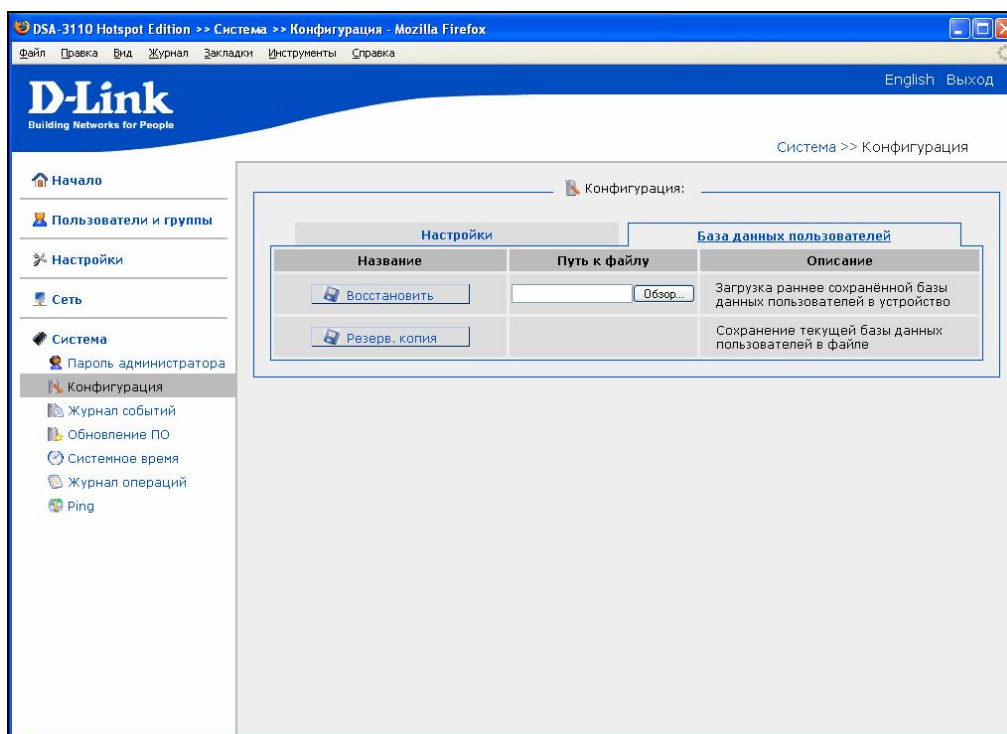 DSA-3110 Hotspot Edition >> Система >> Конфигурация - Mozilla Firefox
Файл Правка Вид Журнал Закладки Инструменты Справка
English Выход
D-Link
Building Networks for People
Система >> Конфигурация
Начало
Пользователи и группы
Настройки
Сеть
Система
Пароль администратора
Конфигурация
Журнал событий
Обновление ПО
Системное время
Журнал операций
Ping
Конфигурация:
Настройки База данных пользователей
Название Путь к файлу Описание
Восстановить Обзор... Загрузка раннее сохранённой базы
данных пользователей в устройство
Резерв. копия Сохранение текущей базы данных
пользователей в файле